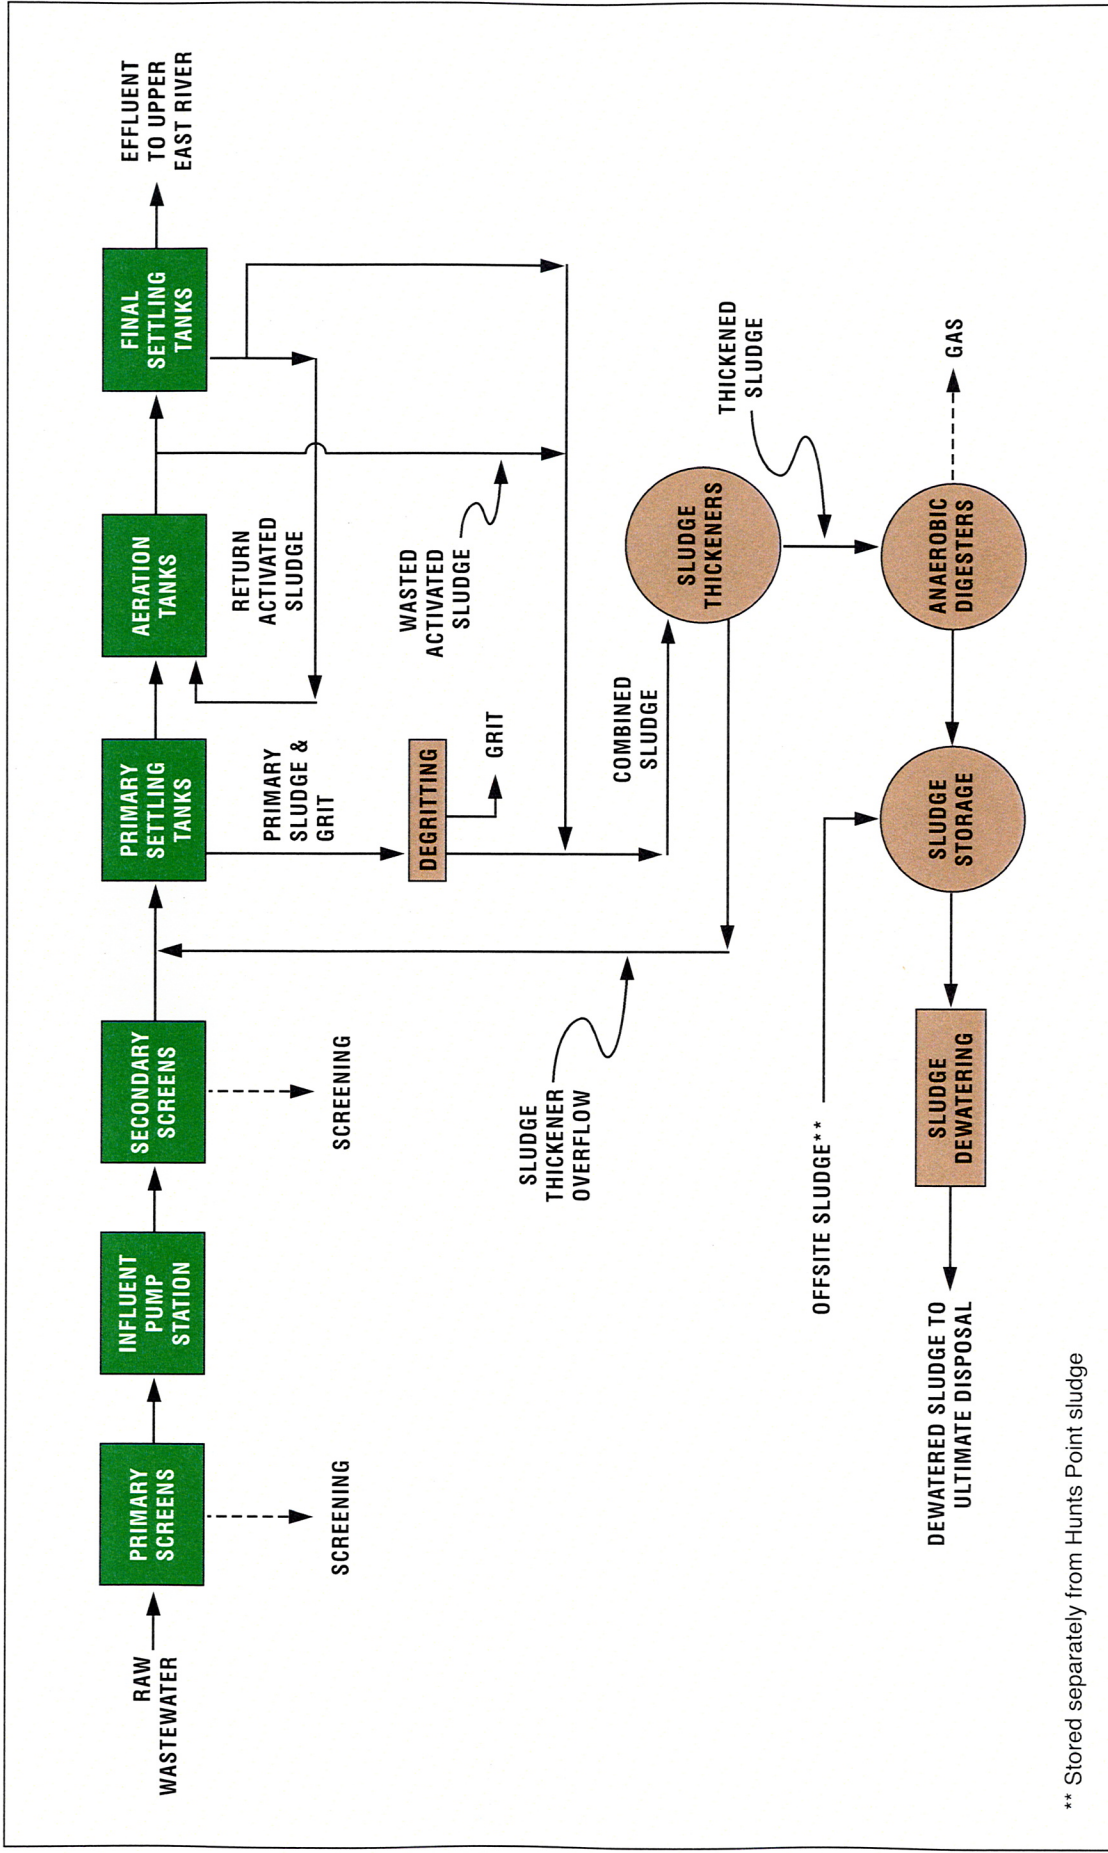 RAW
WASTEWATER
PRIMARY
SCREENS
SCREENING
INFLUENT
PUMP
STATION
SECONDARY
SCREENS
SCREENING
PRIMARY
SETTLING
TANKS
AERATION
TANKS
FINAL
SETTLING
TANKS
EFFLUENT
TO UPPER
EAST RIVER
PRIMARY
SLUDGE &
GRIT
RETURN
ACTIVATED
SLUDGE
DEGRITTING
GRIT
WASTED
ACTIVATED
SLUDGE
SLUDGE
THICKENER
OVERFLOW
COMBINED
SLUDGE
SLUDGE
THICKENERS
THICKENED
SLUDGE
OFFSITE SLUDGE**
DEWATERED SLUDGE TO
ULTIMATE DISPOSAL
SLUDGE
DEWATERING
SLUDGE
STORAGE
ANAEROBIC
DIGESTERS
GAS
** Stored separately from Hunts Point sludge